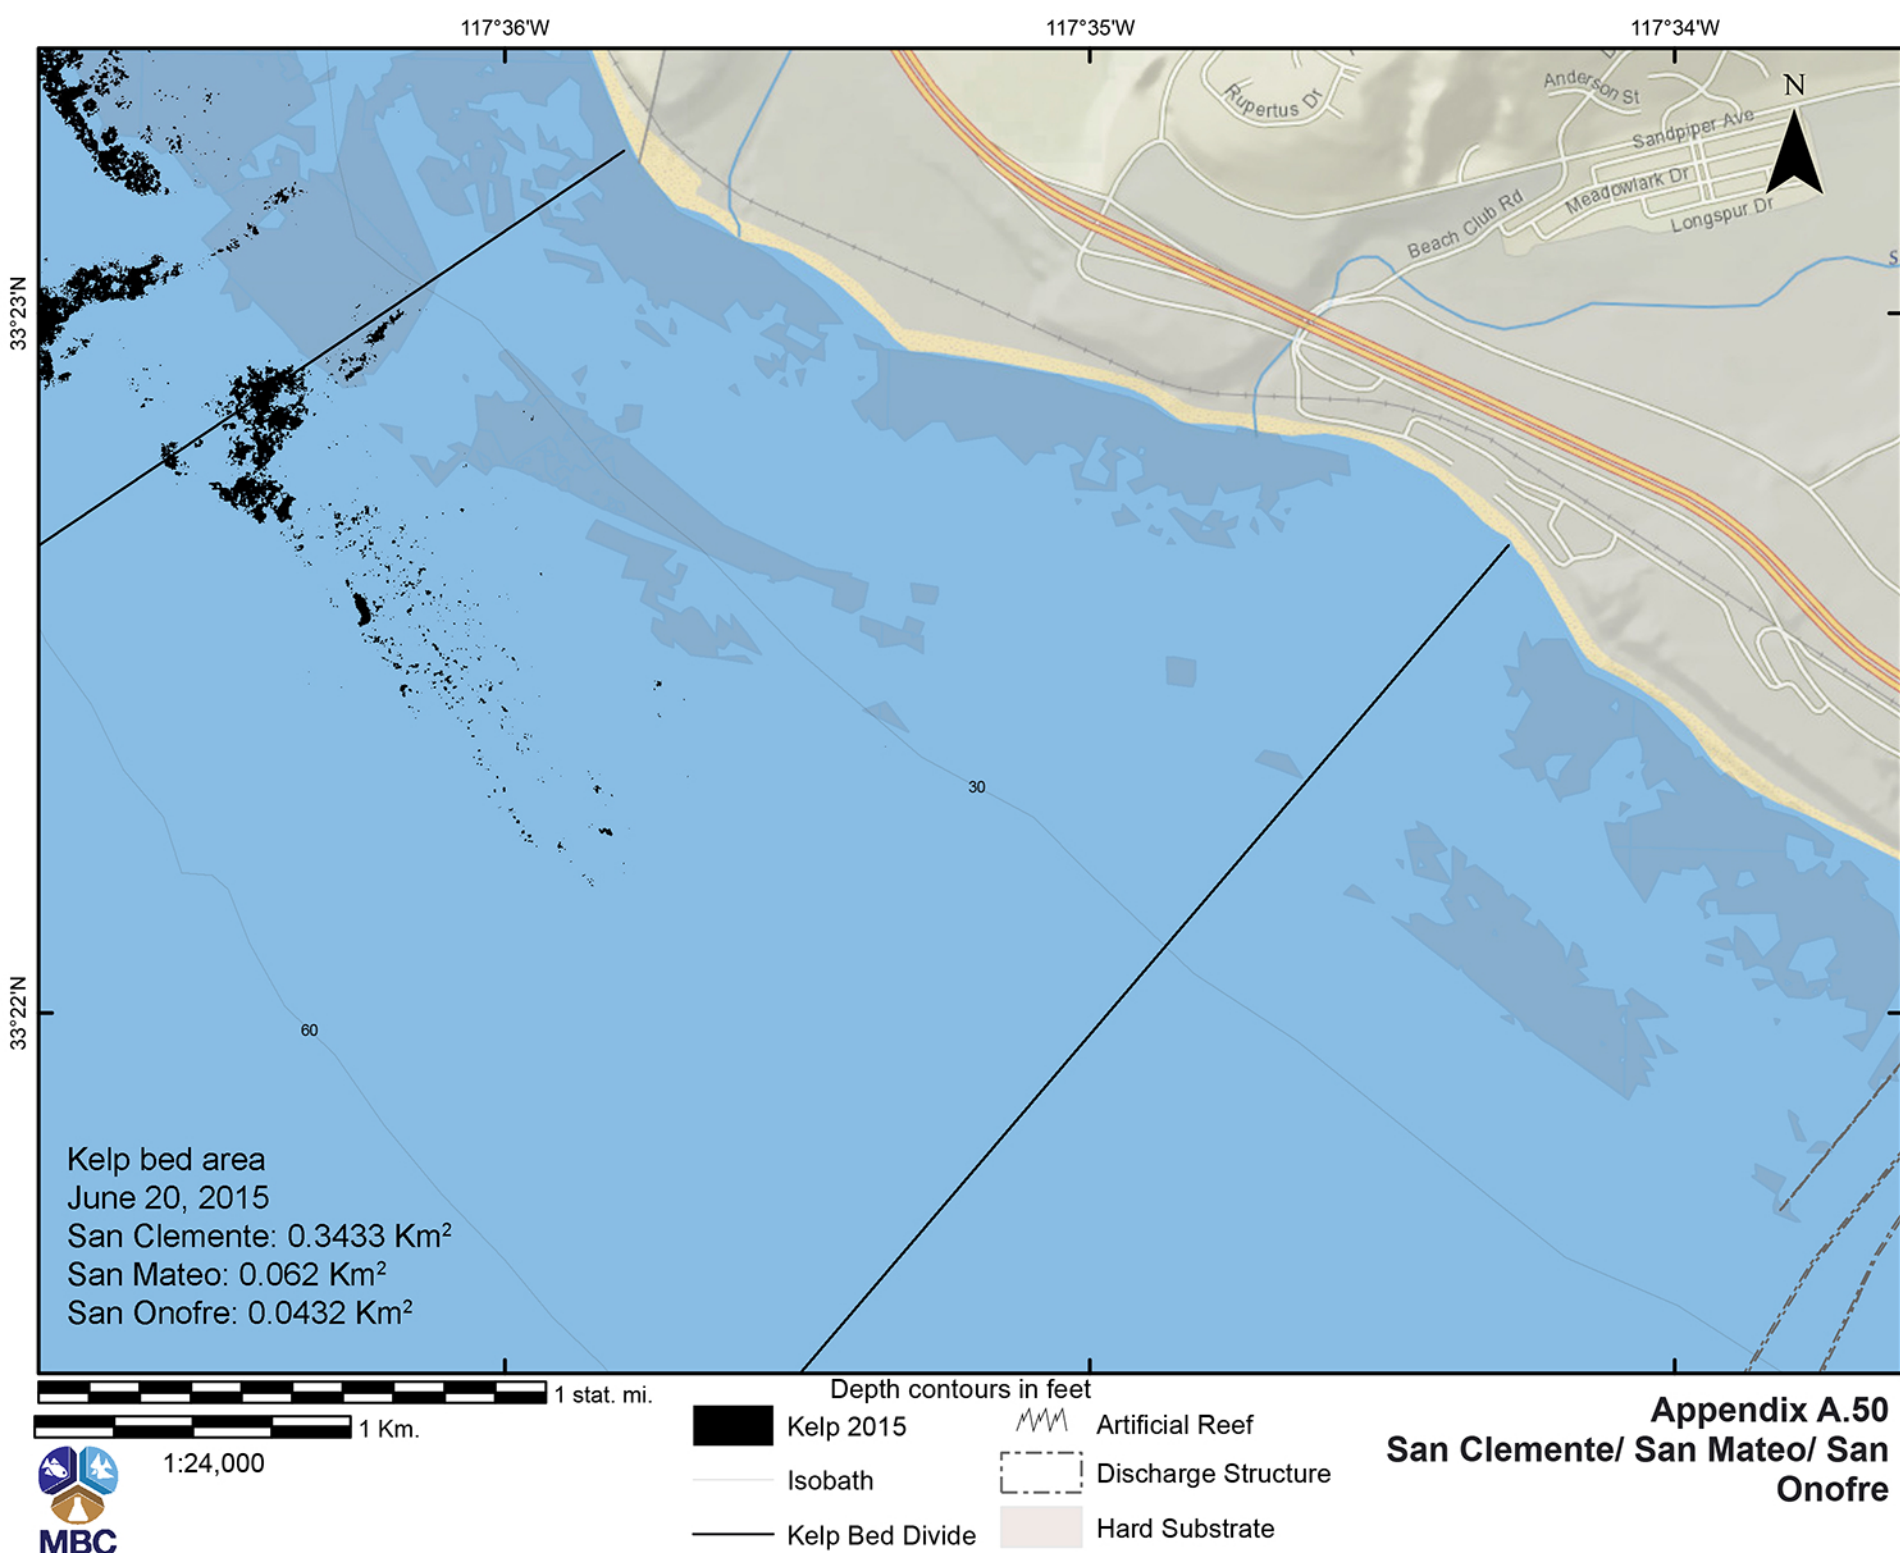 117°36'W
117°35'W
117°34'W
33°23'N
33°22'N
Rupertus Dr
Anderson St
Sandpiper Ave
Meadowlark Dr
Longspur Dr
Beach Club Rd
S
N
30
60
Kelp bed area
June 20, 2015
San Clemente: 0.3433 Km²
San Mateo: 0.062 Km²
San Onofre: 0.0432 Km²
1 stat. mi.
1 Km.
1:24,000
MBC
Depth contours in feet
Kelp 2015
Isobath
Kelp Bed Divide
Artificial Reef
Discharge Structure
Hard Substrate
Appendix A.50
San Clemente/ San Mateo/ San
Onofre